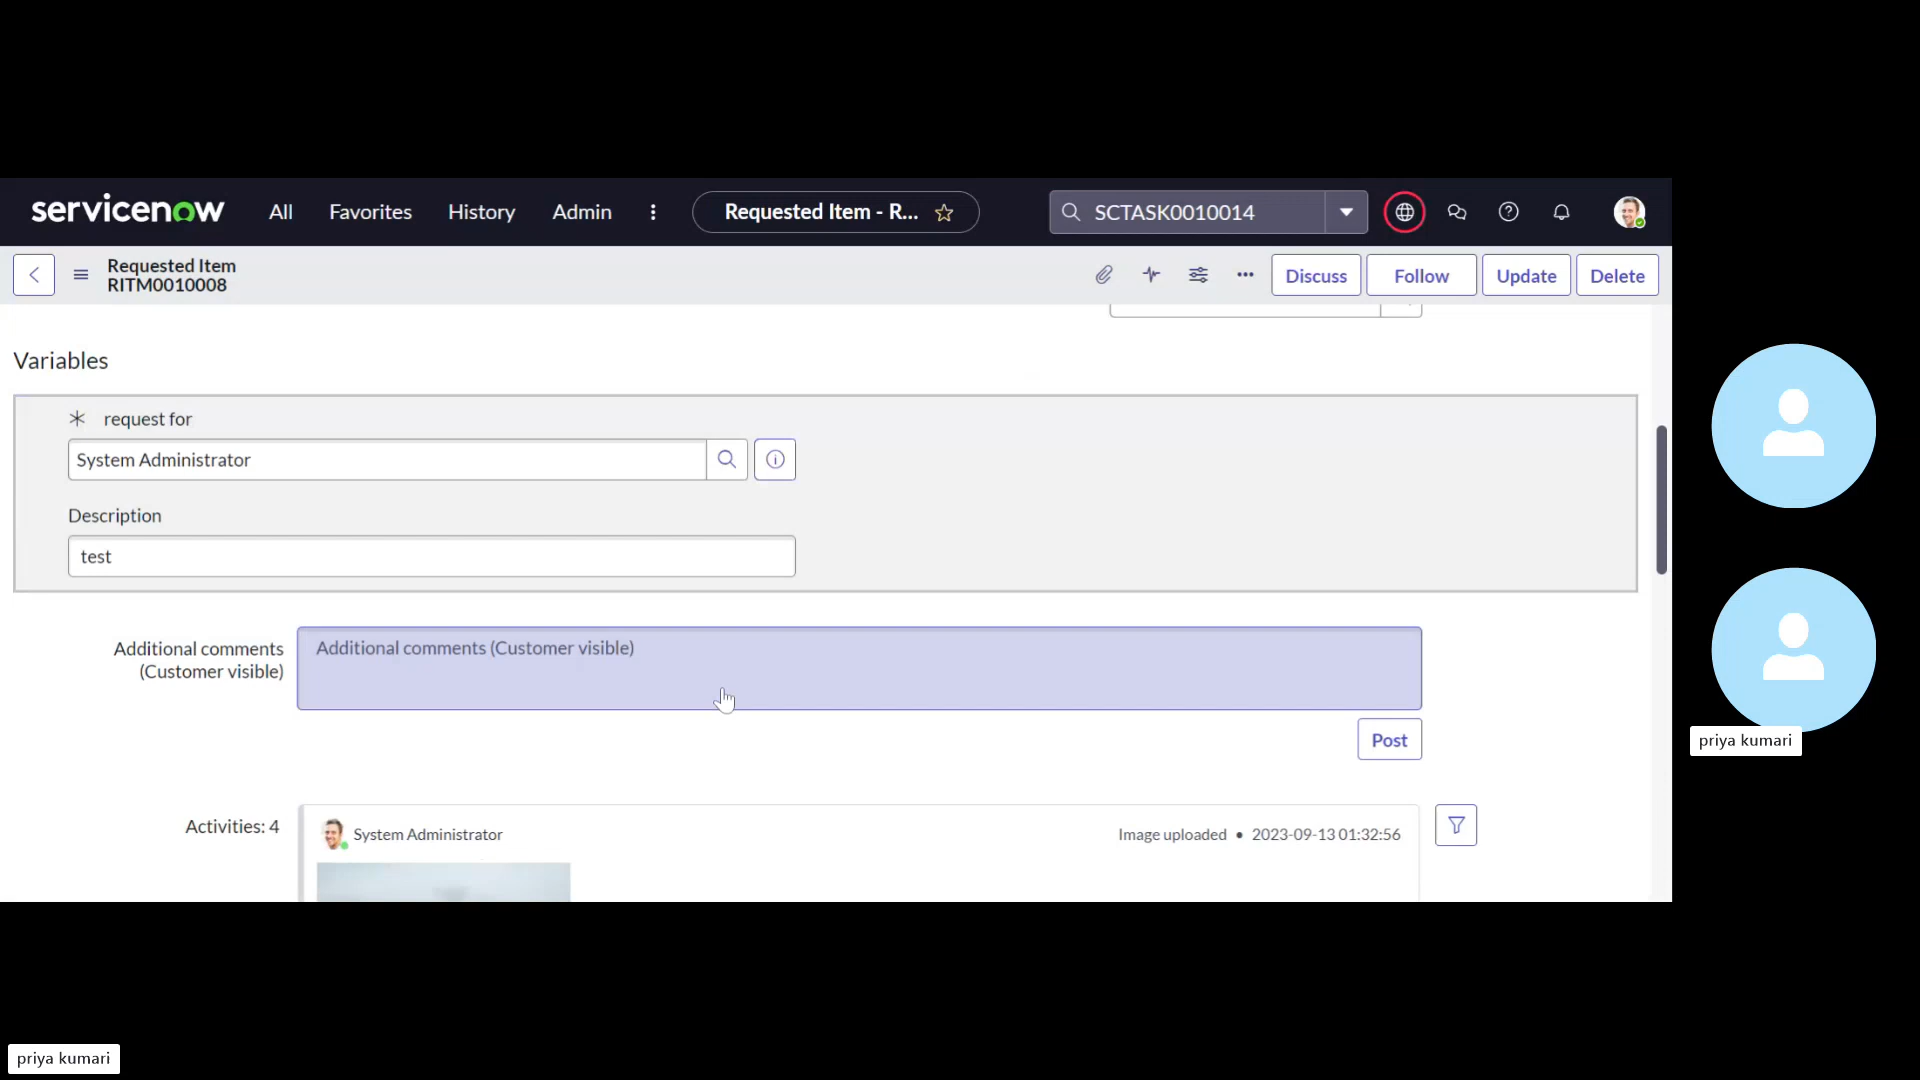 servicenow All Favorites History Admin Requested Item - R... SCTASK0010014
Requested Item
RITM0010008
Discuss Follow Update Delete
Variables
request for
System Administrator
Description
test
Additional comments
(Customer visible)
Additional comments (Customer visible)
Post
Activities: 4
System Administrator
Image uploaded • 2023-09-13 01:32:56
priya kumari
priya kumari